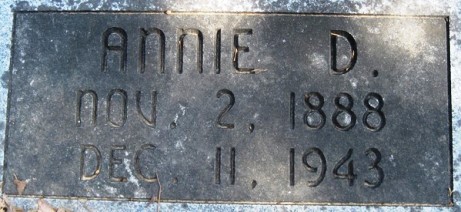 ANNIE D.
NOV. 2, 1888
DEC. 11, 1943